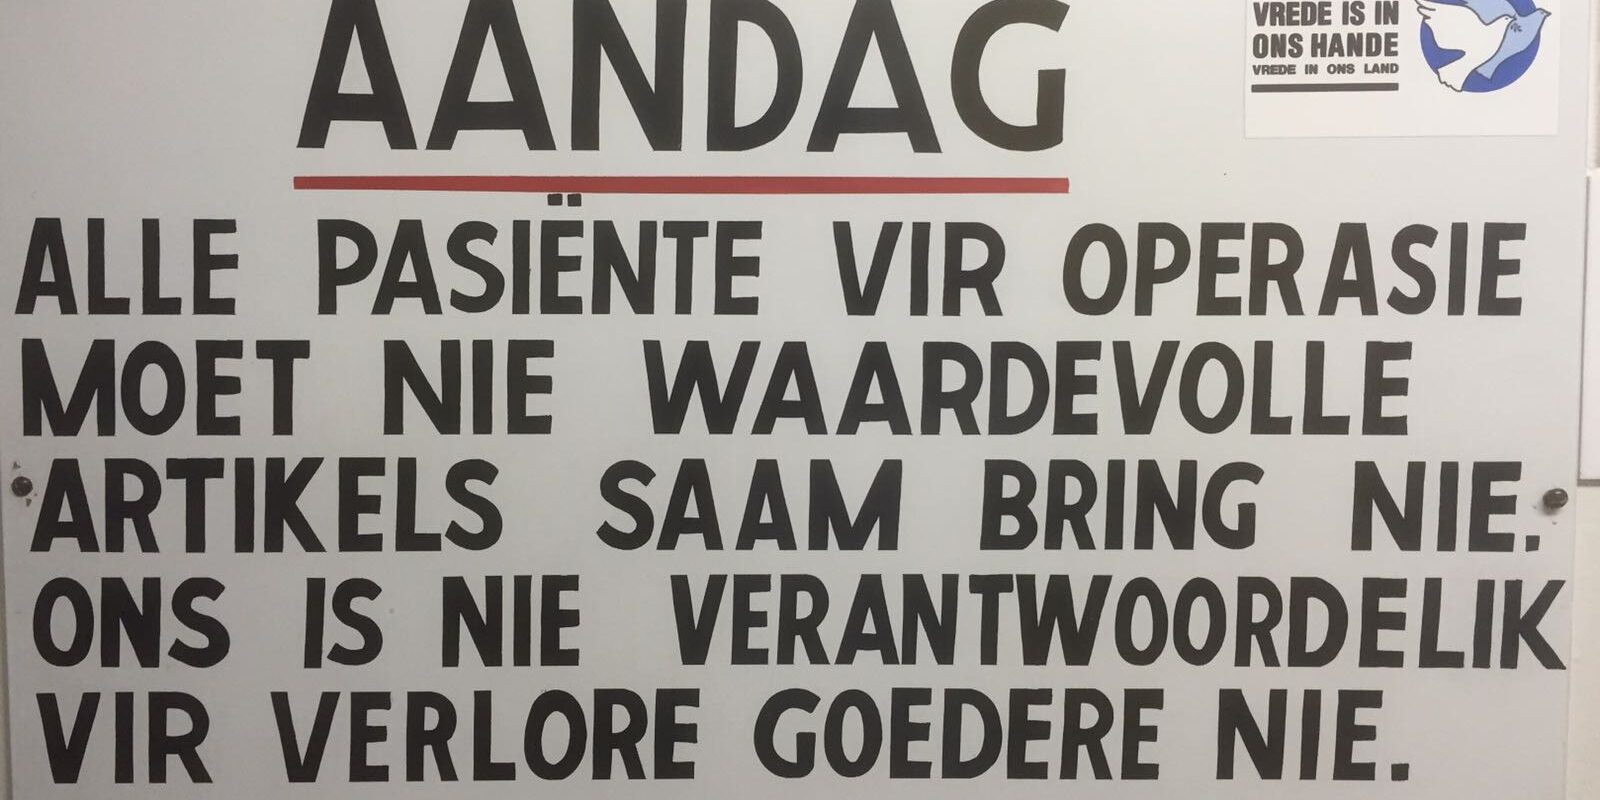 AANDAG
VREDE IS IN
ONS HANDE
VREDE IN ONS LAND
ALLE PASIËNTE VIR OPERASIE
MOET NIE WAARDEVOLLE
ARTIKELS SAAM BRING NIE.
ONS IS NIE VERANTWOORDELIK
VIR VERLORE GOEDERE NIE.